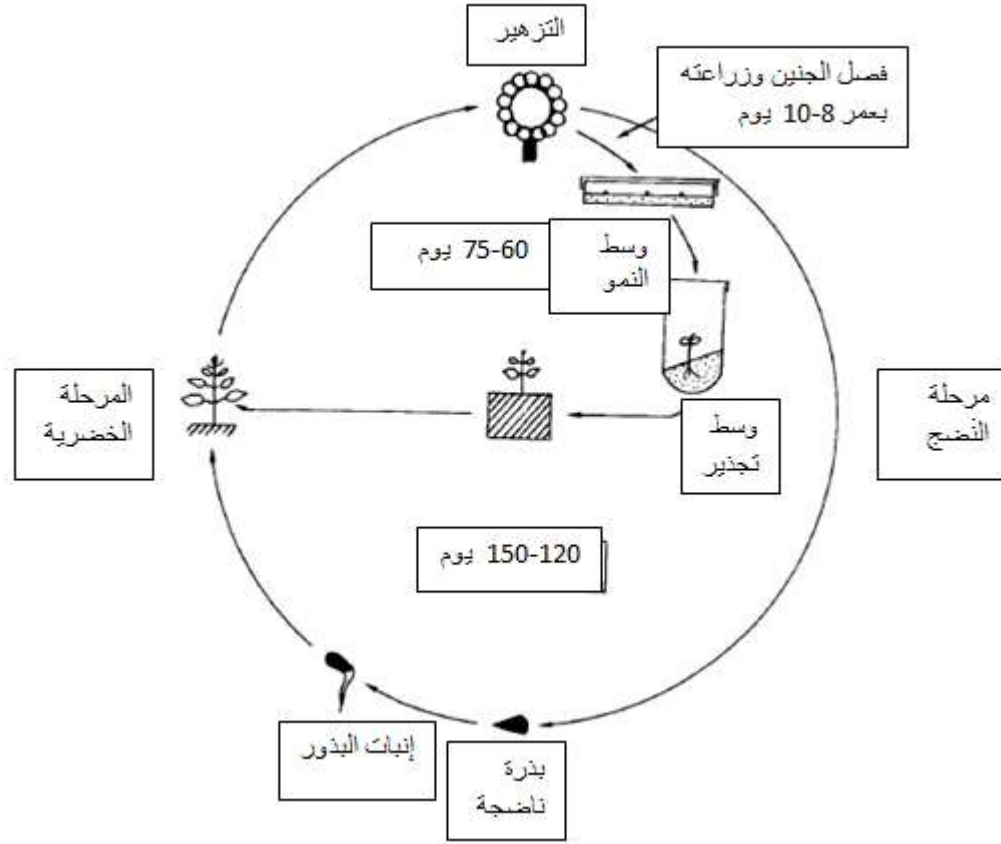 التزهير
فصل الجنين وزراعته
بعمر 8-10 يوم
وسط
النمو
60-75 يوم
المرحلة
الخضرية
مرحلة
النضج
وسط
تجذير
120-150 يوم
إنبات البذور
بذرة
ناضجة